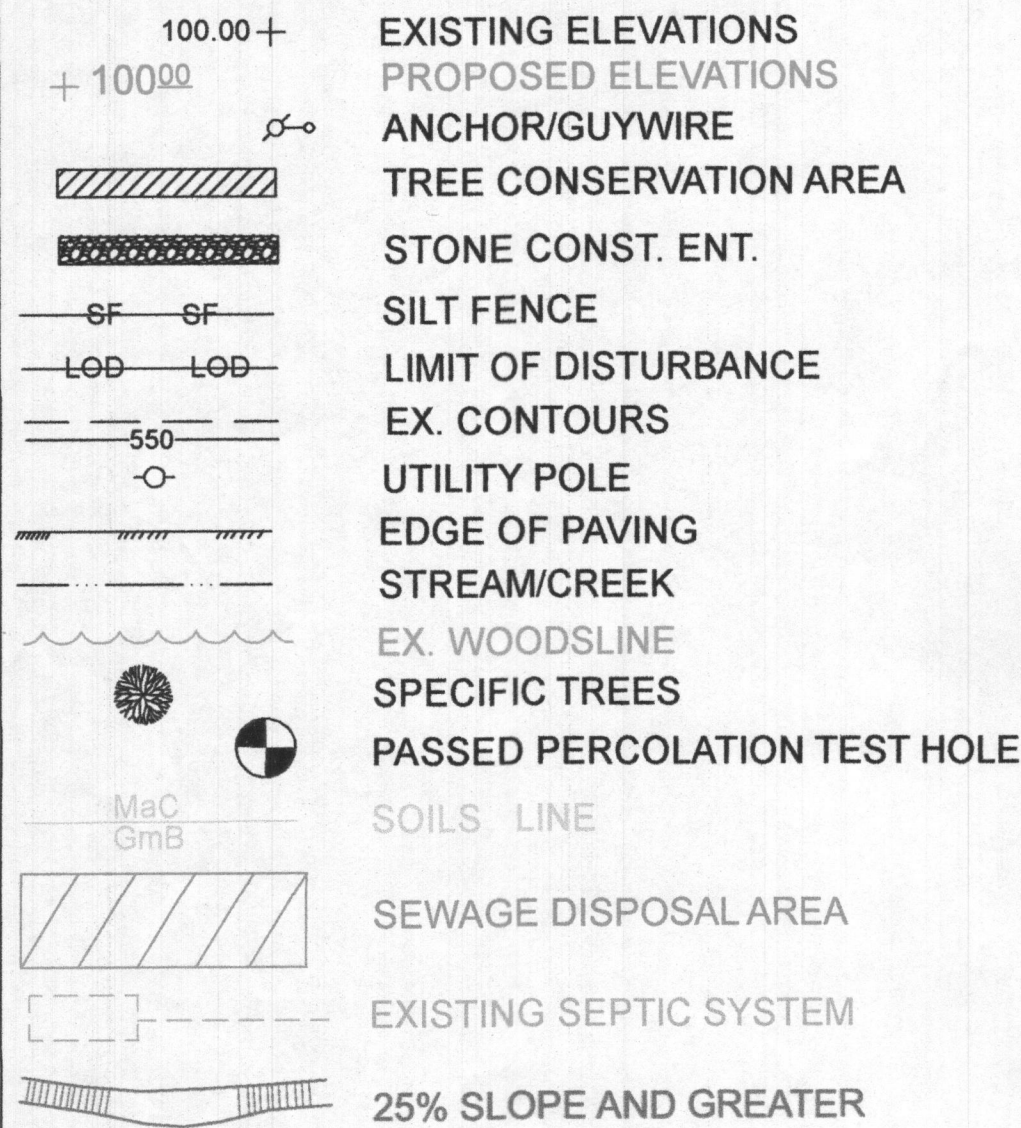 100.00 EXISTING ELEVATIONS
+ 10000 PROPOSED ELEVATIONS
ANCHOR/GUYWIRE
TREE CONSERVATION AREA
STONE CONST. ENT.
SF SF SILT FENCE
LOD LOD LIMIT OF DISTURBANCE
EX. CONTOURS
550
UTILITY POLE
EDGE OF PAVING
STREAM/CREEK
EX. WOODSLINE
SPECIFIC TREES
PASSED PERCOLATION TEST HOLE
MaC
SOILS LINE
GmB
SEWAGE DISPOSAL AREA
EXISTING SEPTIC SYSTEM
25% SLOPE AND GREATER